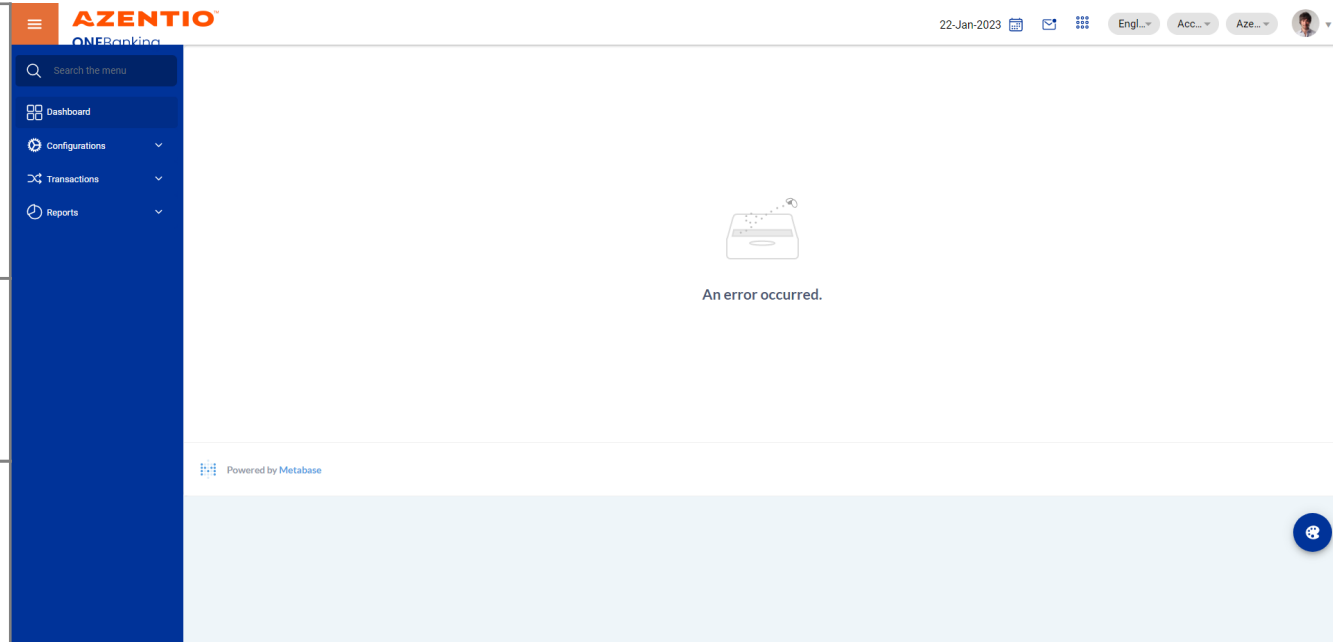 AZENTIO™
ONEBanking
22-Jan-2023
Engl...
Acc...
Aze...
Search the menu
Dashboard
Configurations
Transactions
Reports
An error occurred.
Powered by Metabase